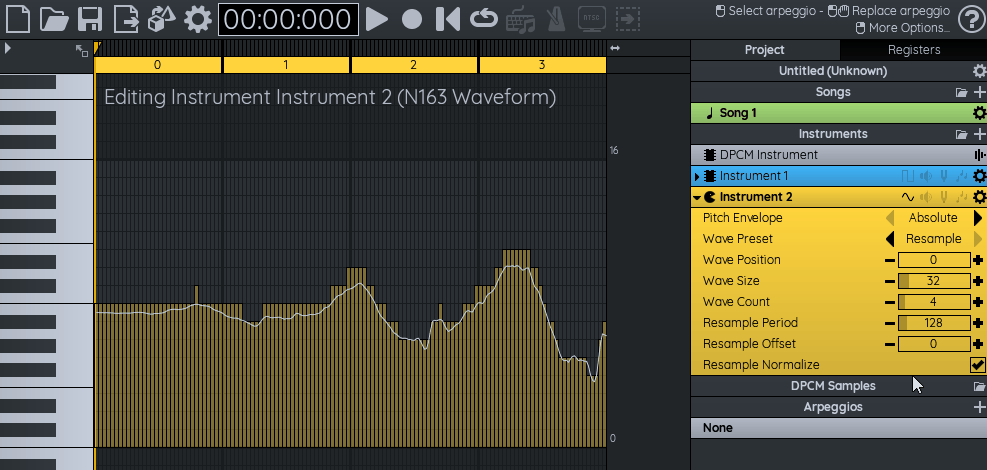 00:00:000
NTSC
Select arpeggio - Replace arpeggio
More Options...
?
0 1 2 3
Editing Instrument Instrument 2 (N163 Waveform)
16
0
Project Registers
Untitled (Unknown)
Songs
Song 1
Instruments
DPCM Instrument
Instrument 1
Instrument 2
Pitch Envelope Absolute
Wave Preset Resample
Wave Position 0
Wave Size 32
Wave Count 4
Resample Period 128
Resample Offset 0
Resample Normalize
DPCM Samples
Arpeggios
None